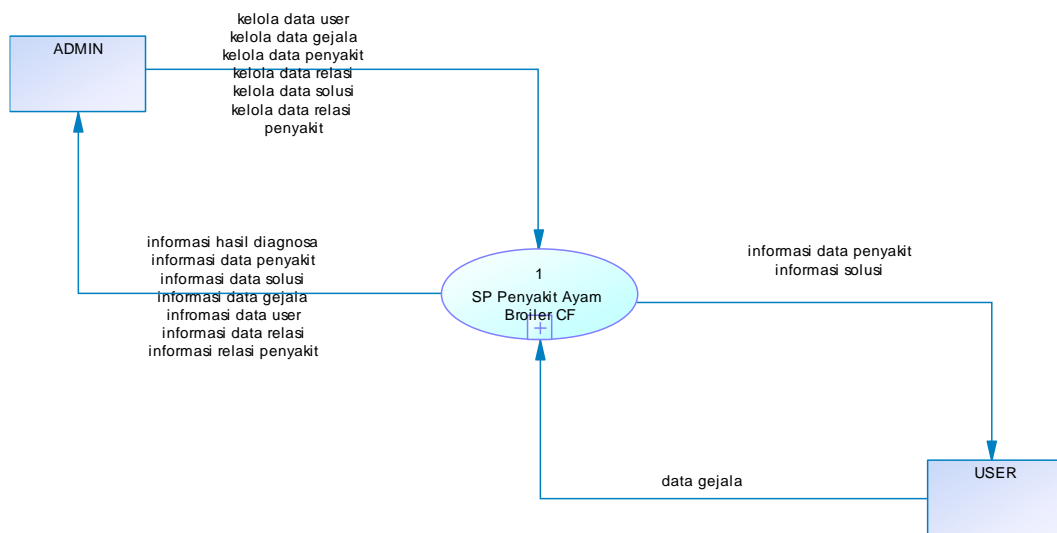 ADMIN
kelola data user
kelola data gejala
kelola data penyakit
kelola data relasi
kelola data solusi
kelola data relasi
penyakit
informasi hasil diagnosa
informasi data penyakit
informasi data solusi
informasi data gejala
infromasi data user
informasi data relasi
informasi relasi penyakit
1
SP Penyakit Ayam
Broiler CF
informasi data penyakit
informasi solusi
data gejala
USER